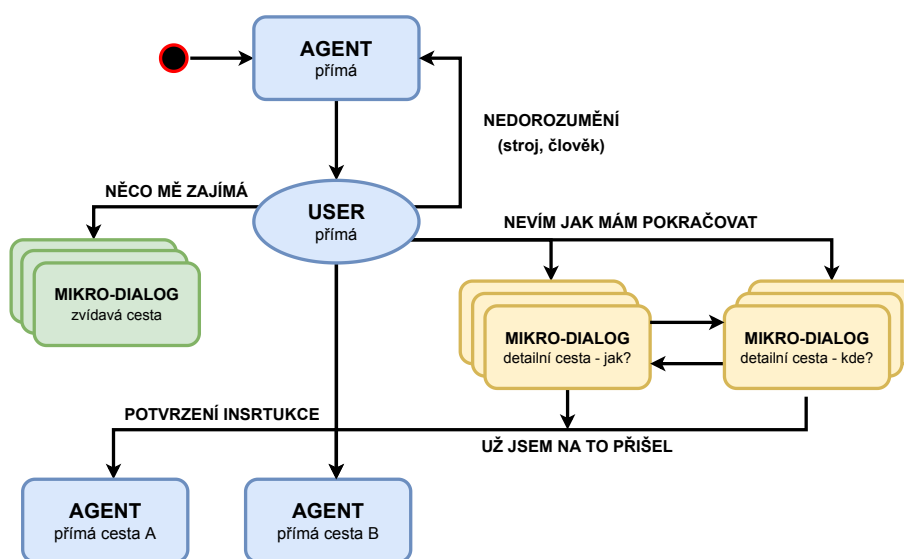 AGENT
přímá
NEDOROZUMĚNÍ
(stroj, člověk)
NĚCO MĚ ZAJÍMÁ
USER
přímá
NEVÍM JAK MÁM POKRAČOVAT
MIKRO-DIALOG
zvídavá cesta
MIKRO-DIALOG
detailní cesta - jak?
MIKRO-DIALOG
detailní cesta - kde?
POTVRZENÍ INSRTUKCE
UŽ JSEM NA TO PŘIŠEL
AGENT
přímá cesta A
AGENT
přímá cesta B